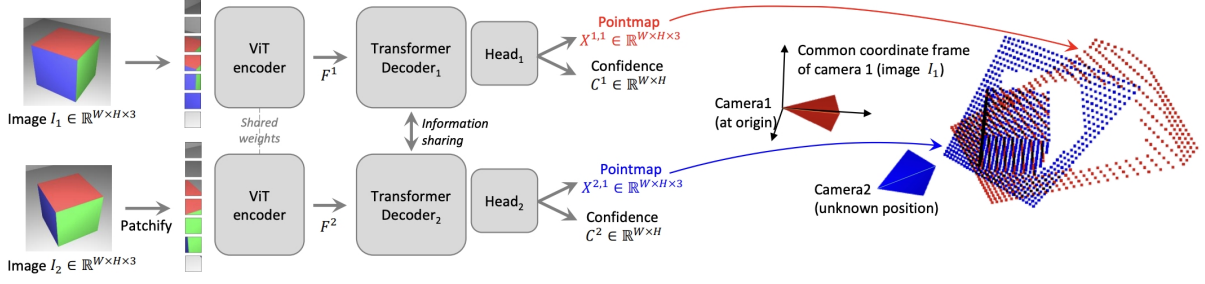 Image I₁ ∈ ℝ^{W×H×3}
ViT
encoder
F¹
Transformer
Decoder₁
Head₁
Pointmap
X^{1,1} ∈ ℝ^{W×H×3}
Confidence
C¹ ∈ ℝ^{W×H}
Shared
weights
Information
sharing
Image I₂ ∈ ℝ^{W×H×3}
Patchify
ViT
encoder
F²
Transformer
Decoder₂
Head₂
Pointmap
X^{2,1} ∈ ℝ^{W×H×3}
Confidence
C² ∈ ℝ^{W×H}
Common coordinate frame
of camera 1 (image I₁)
Camera1
(at origin)
Camera2
(unknown position)